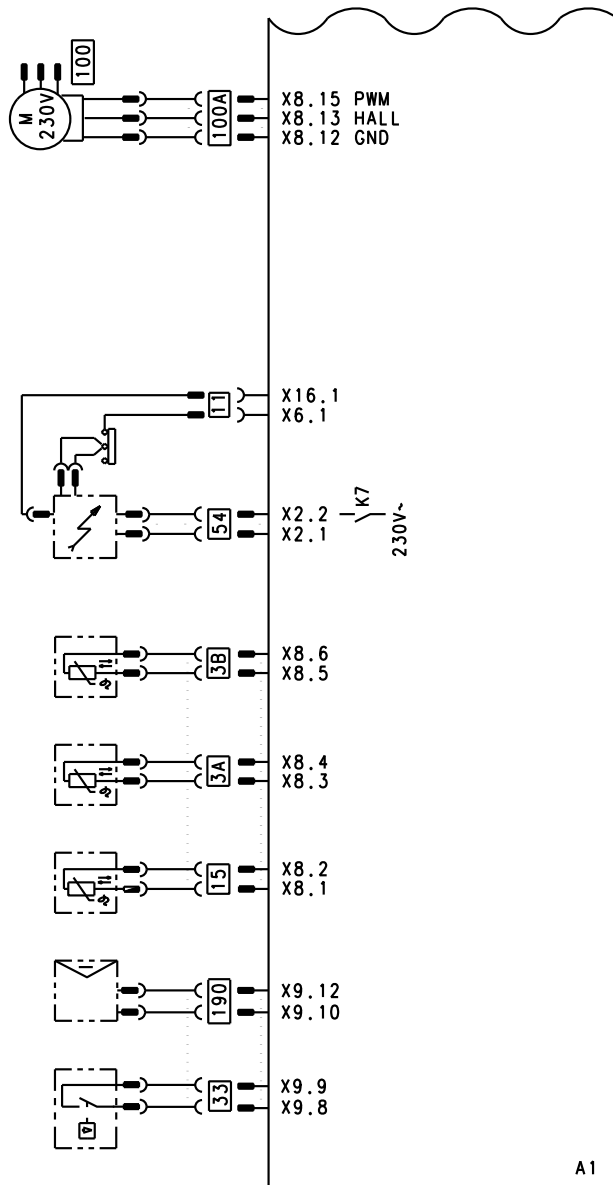 100
M
230V
100A
X8.15 PWM
X8.13 HALL
X8.12 GND
11
X16.1
X6.1
54
X2.2
X2.1
K7
230V~
3B
X8.6
X8.5
3A
X8.4
X8.3
15
X8.2
X8.1
190
X9.12
X9.10
33
X9.9
X9.8
A1